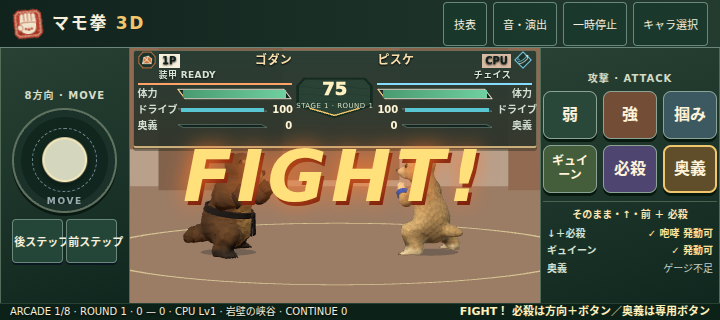 マモ拳 3D
技表
音・演出
一時停止
キャラ選択
8方向・MOVE
MOVE
後ステップ
前ステップ
1P
ゴダン
装甲 READY
体力
ドライブ 100
奥義 0
75
STAGE 1 · ROUND 1
ピスケ
CPU
チェイス
体力
100 ドライブ
0 奥義
FIGHT!
攻撃・ATTACK
弱
強
掴み
ギュイーン
必殺
奥義
そのまま・↑・前 + 必殺
↓+必殺 ✓ 咆哮 発動可
ギュイーン ✓ 発動可
奥義 ゲージ不足
ARCADE 1/8 · ROUND 1 · 0 — 0 · CPU Lv1 · 岩壁の峡谷 · CONTINUE 0
FIGHT！ 必殺は方向＋ボタン／奥義は専用ボタン